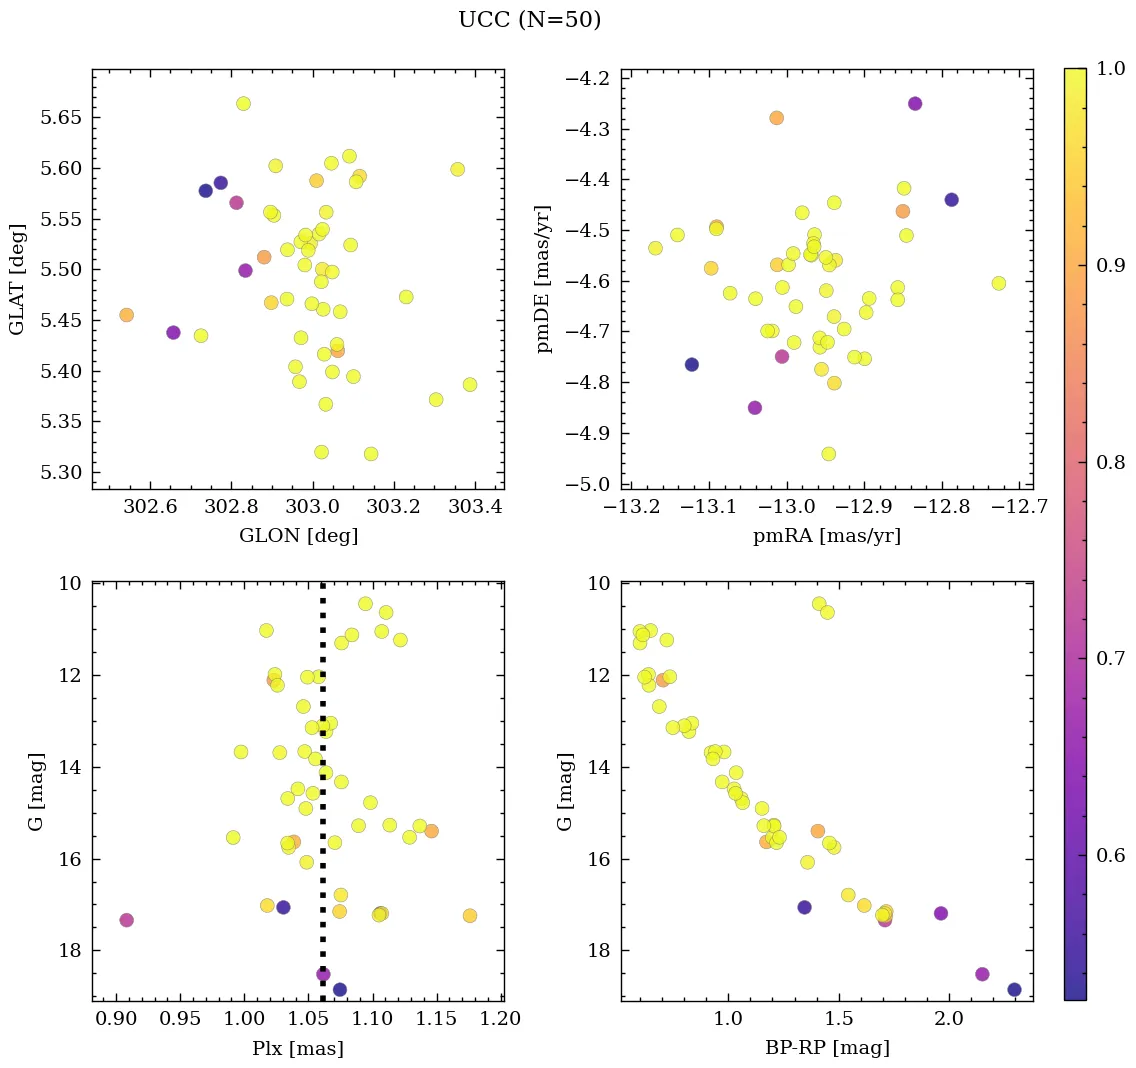 UCC (N=50)
5.65
5.60
5.55
5.50
5.45
5.40
5.35
5.30
GLAT [deg]
302.6 302.8 303.0 303.2 303.4
GLON [deg]
−4.2
−4.3
−4.4
−4.5
−4.6
−4.7
−4.8
−4.9
−5.0
pmDE [mas/yr]
−13.2 −13.1 −13.0 −12.9 −12.8 −12.7
pmRA [mas/yr]
1.0
0.9
0.8
0.7
0.6
10
12
14
16
18
G [mag]
0.90 0.95 1.00 1.05 1.10 1.15 1.20
Plx [mas]
10
12
14
16
18
G [mag]
1.0 1.5 2.0
BP-RP [mag]